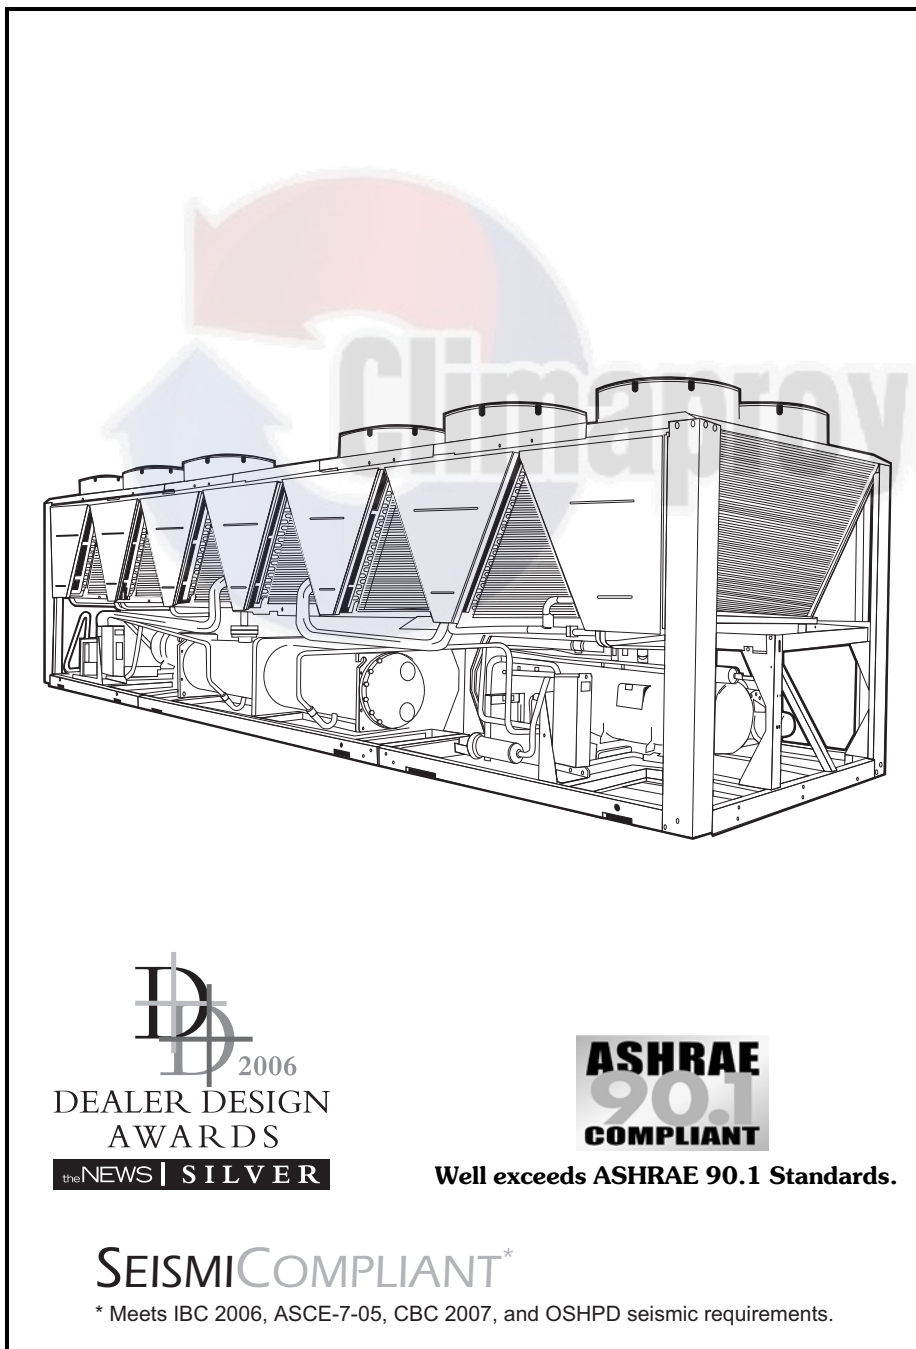 Climaproy
2006
DEALER DESIGN
AWARDS
theNEWS | SILVER
ASHRAE
90.1
COMPLIANT
Well exceeds ASHRAE 90.1 Standards.
SEISMICOMPLIANT*
* Meets IBC 2006, ASCE-7-05, CBC 2007, and OSHPD seismic requirements.